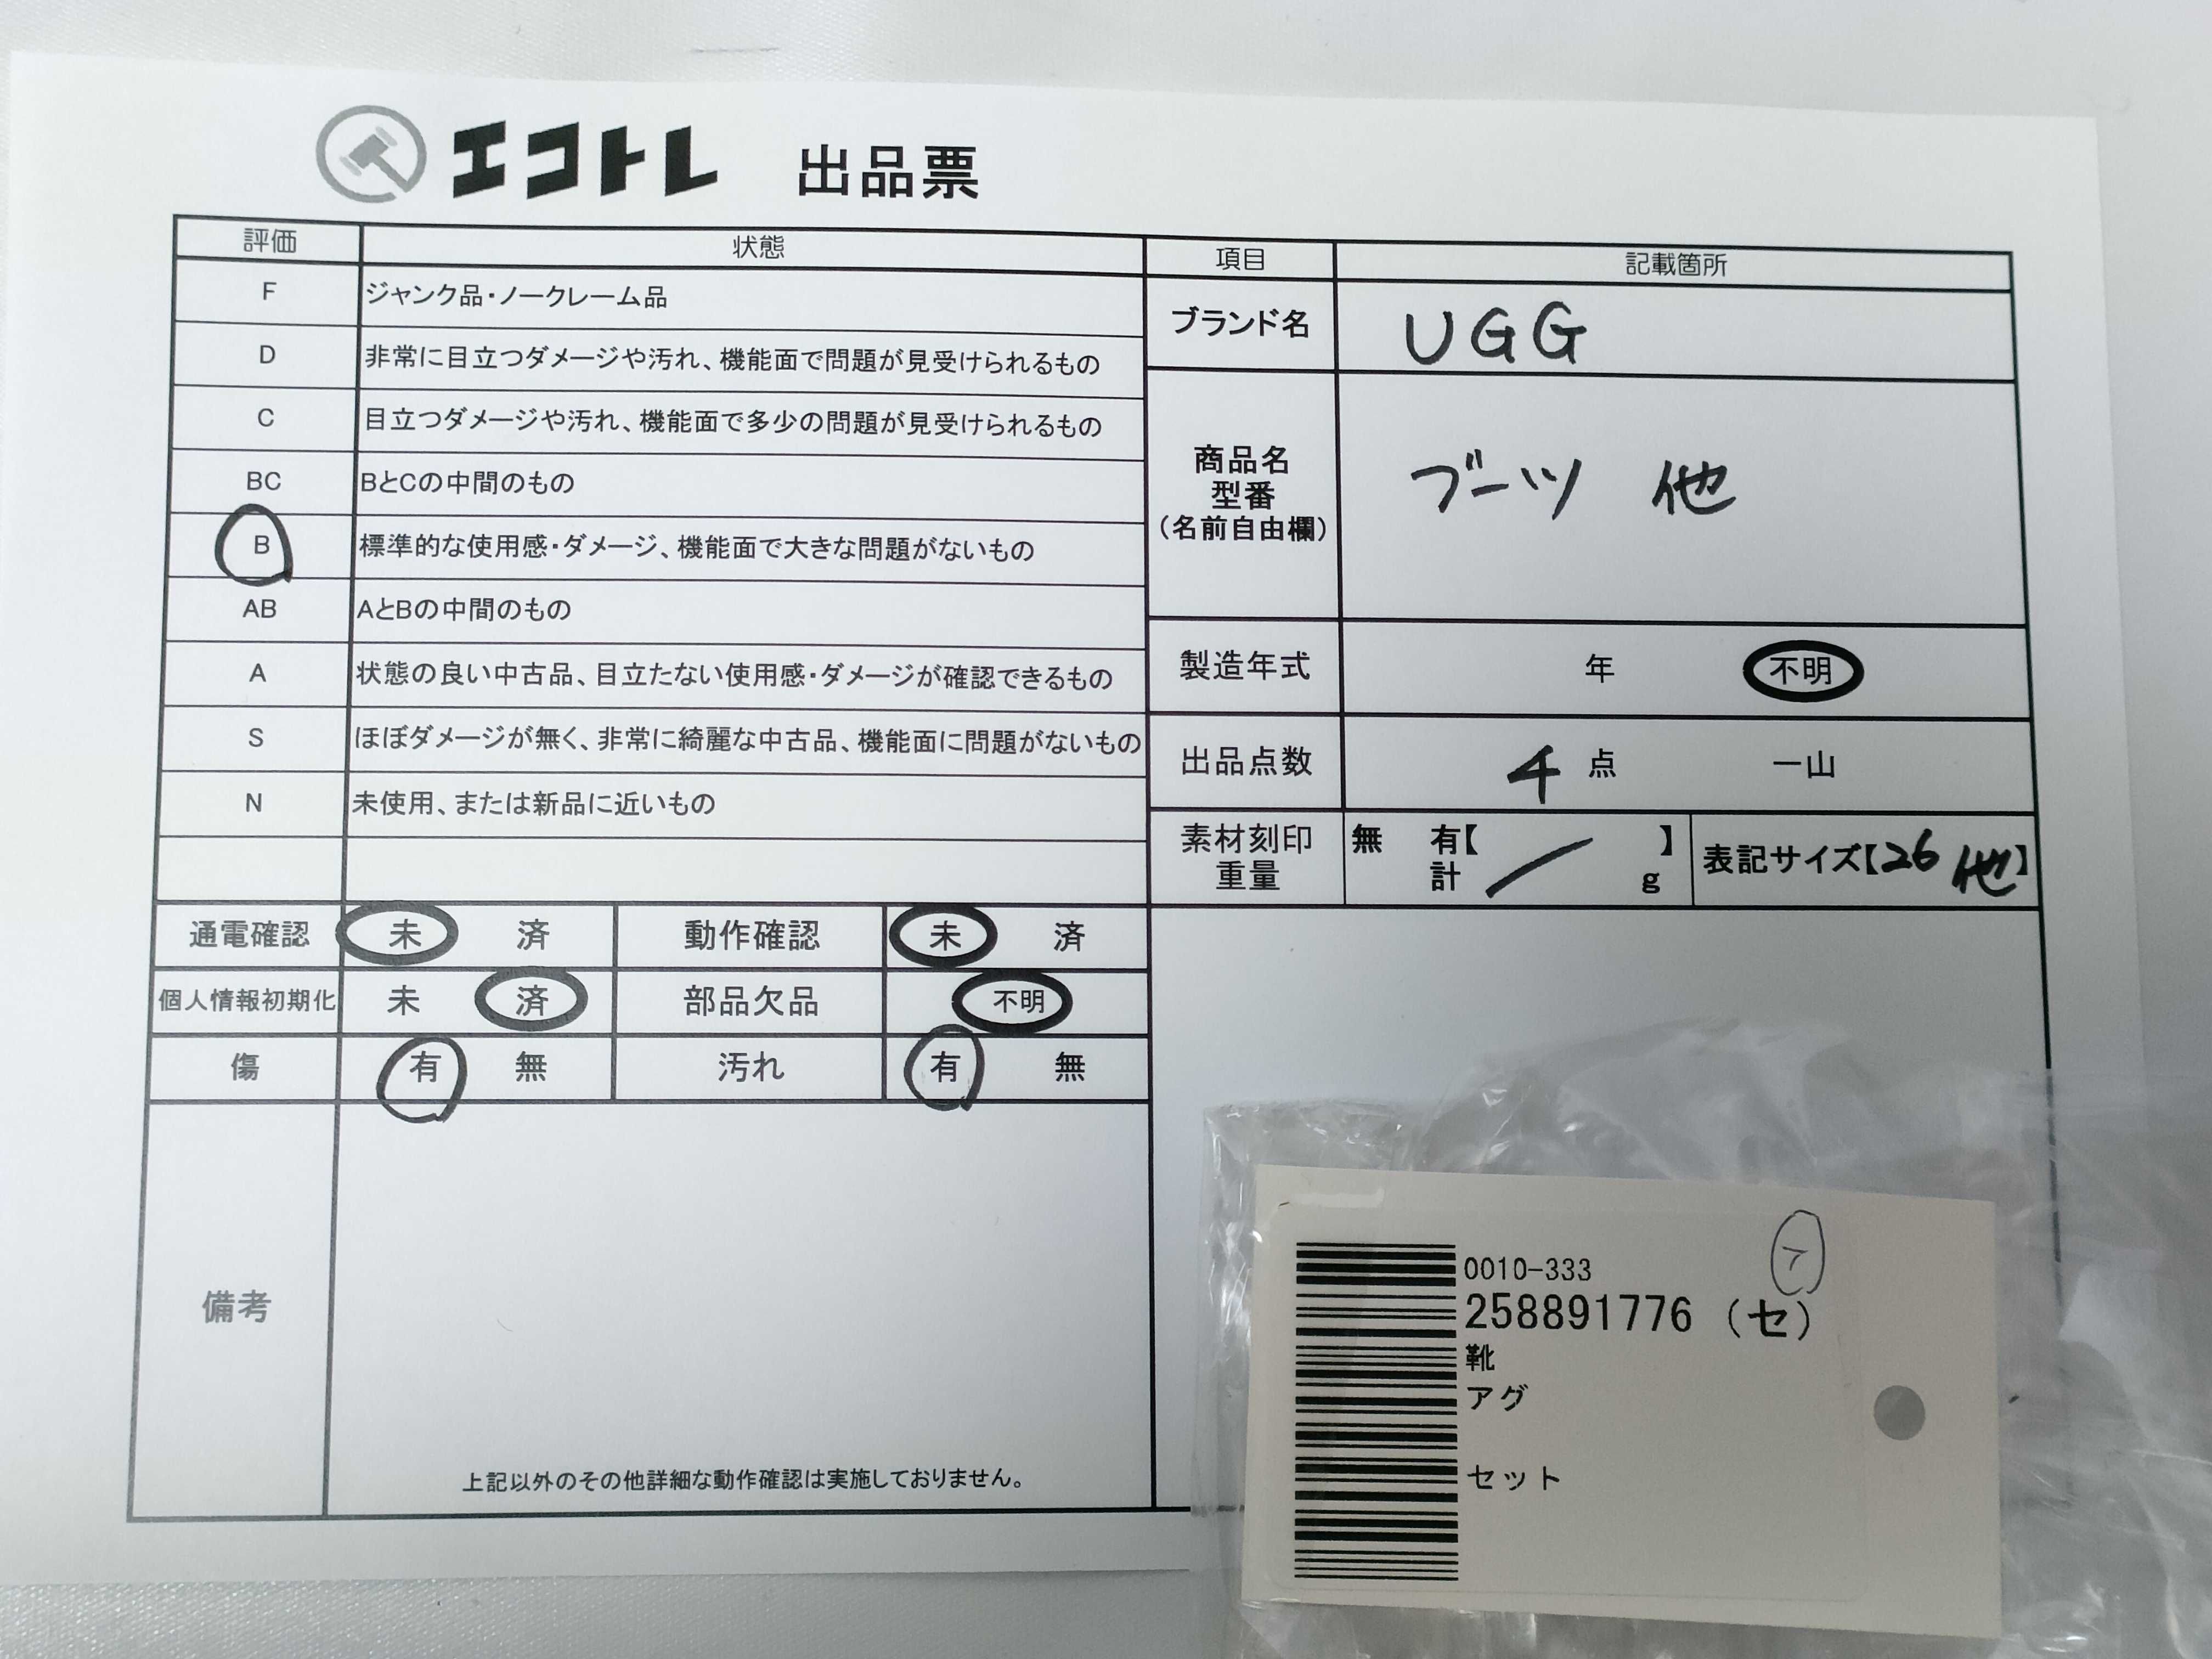 エコトレ 出品票
評価 状態
F ジャンク品・ノークレーム品
D 非常に目立つダメージや汚れ、機能面で問題が見受けられるもの
C 目立つダメージや汚れ、機能面で多少の問題が見受けられるもの
BC BとCの中間のもの
B 標準的な使用感・ダメージ、機能面で大きな問題がないもの
AB AとBの中間のもの
A 状態の良い中古品、目立たない使用感・ダメージが確認できるもの
S ほぼダメージが無く、非常に綺麗な中古品、機能面に問題がないもの
N 未使用、または新品に近いもの
通電確認 未 済 動作確認 未 済
個人情報初期化 未 済 部品欠品 不明
傷 有 無 汚れ 有 無
備考
上記以外のその他詳細な動作確認は実施しておりません。
項目 記載箇所
ブランド名 UGG
商品名
型番
(名前自由欄)
ブーツ 他
製造年式 年 不明
出品点数 4 点 一山
素材刻印 無 有【 】
重量 計 g
表記サイズ【26 他】
ア
0010-333
258891776 (セ)
靴
アグ
セット